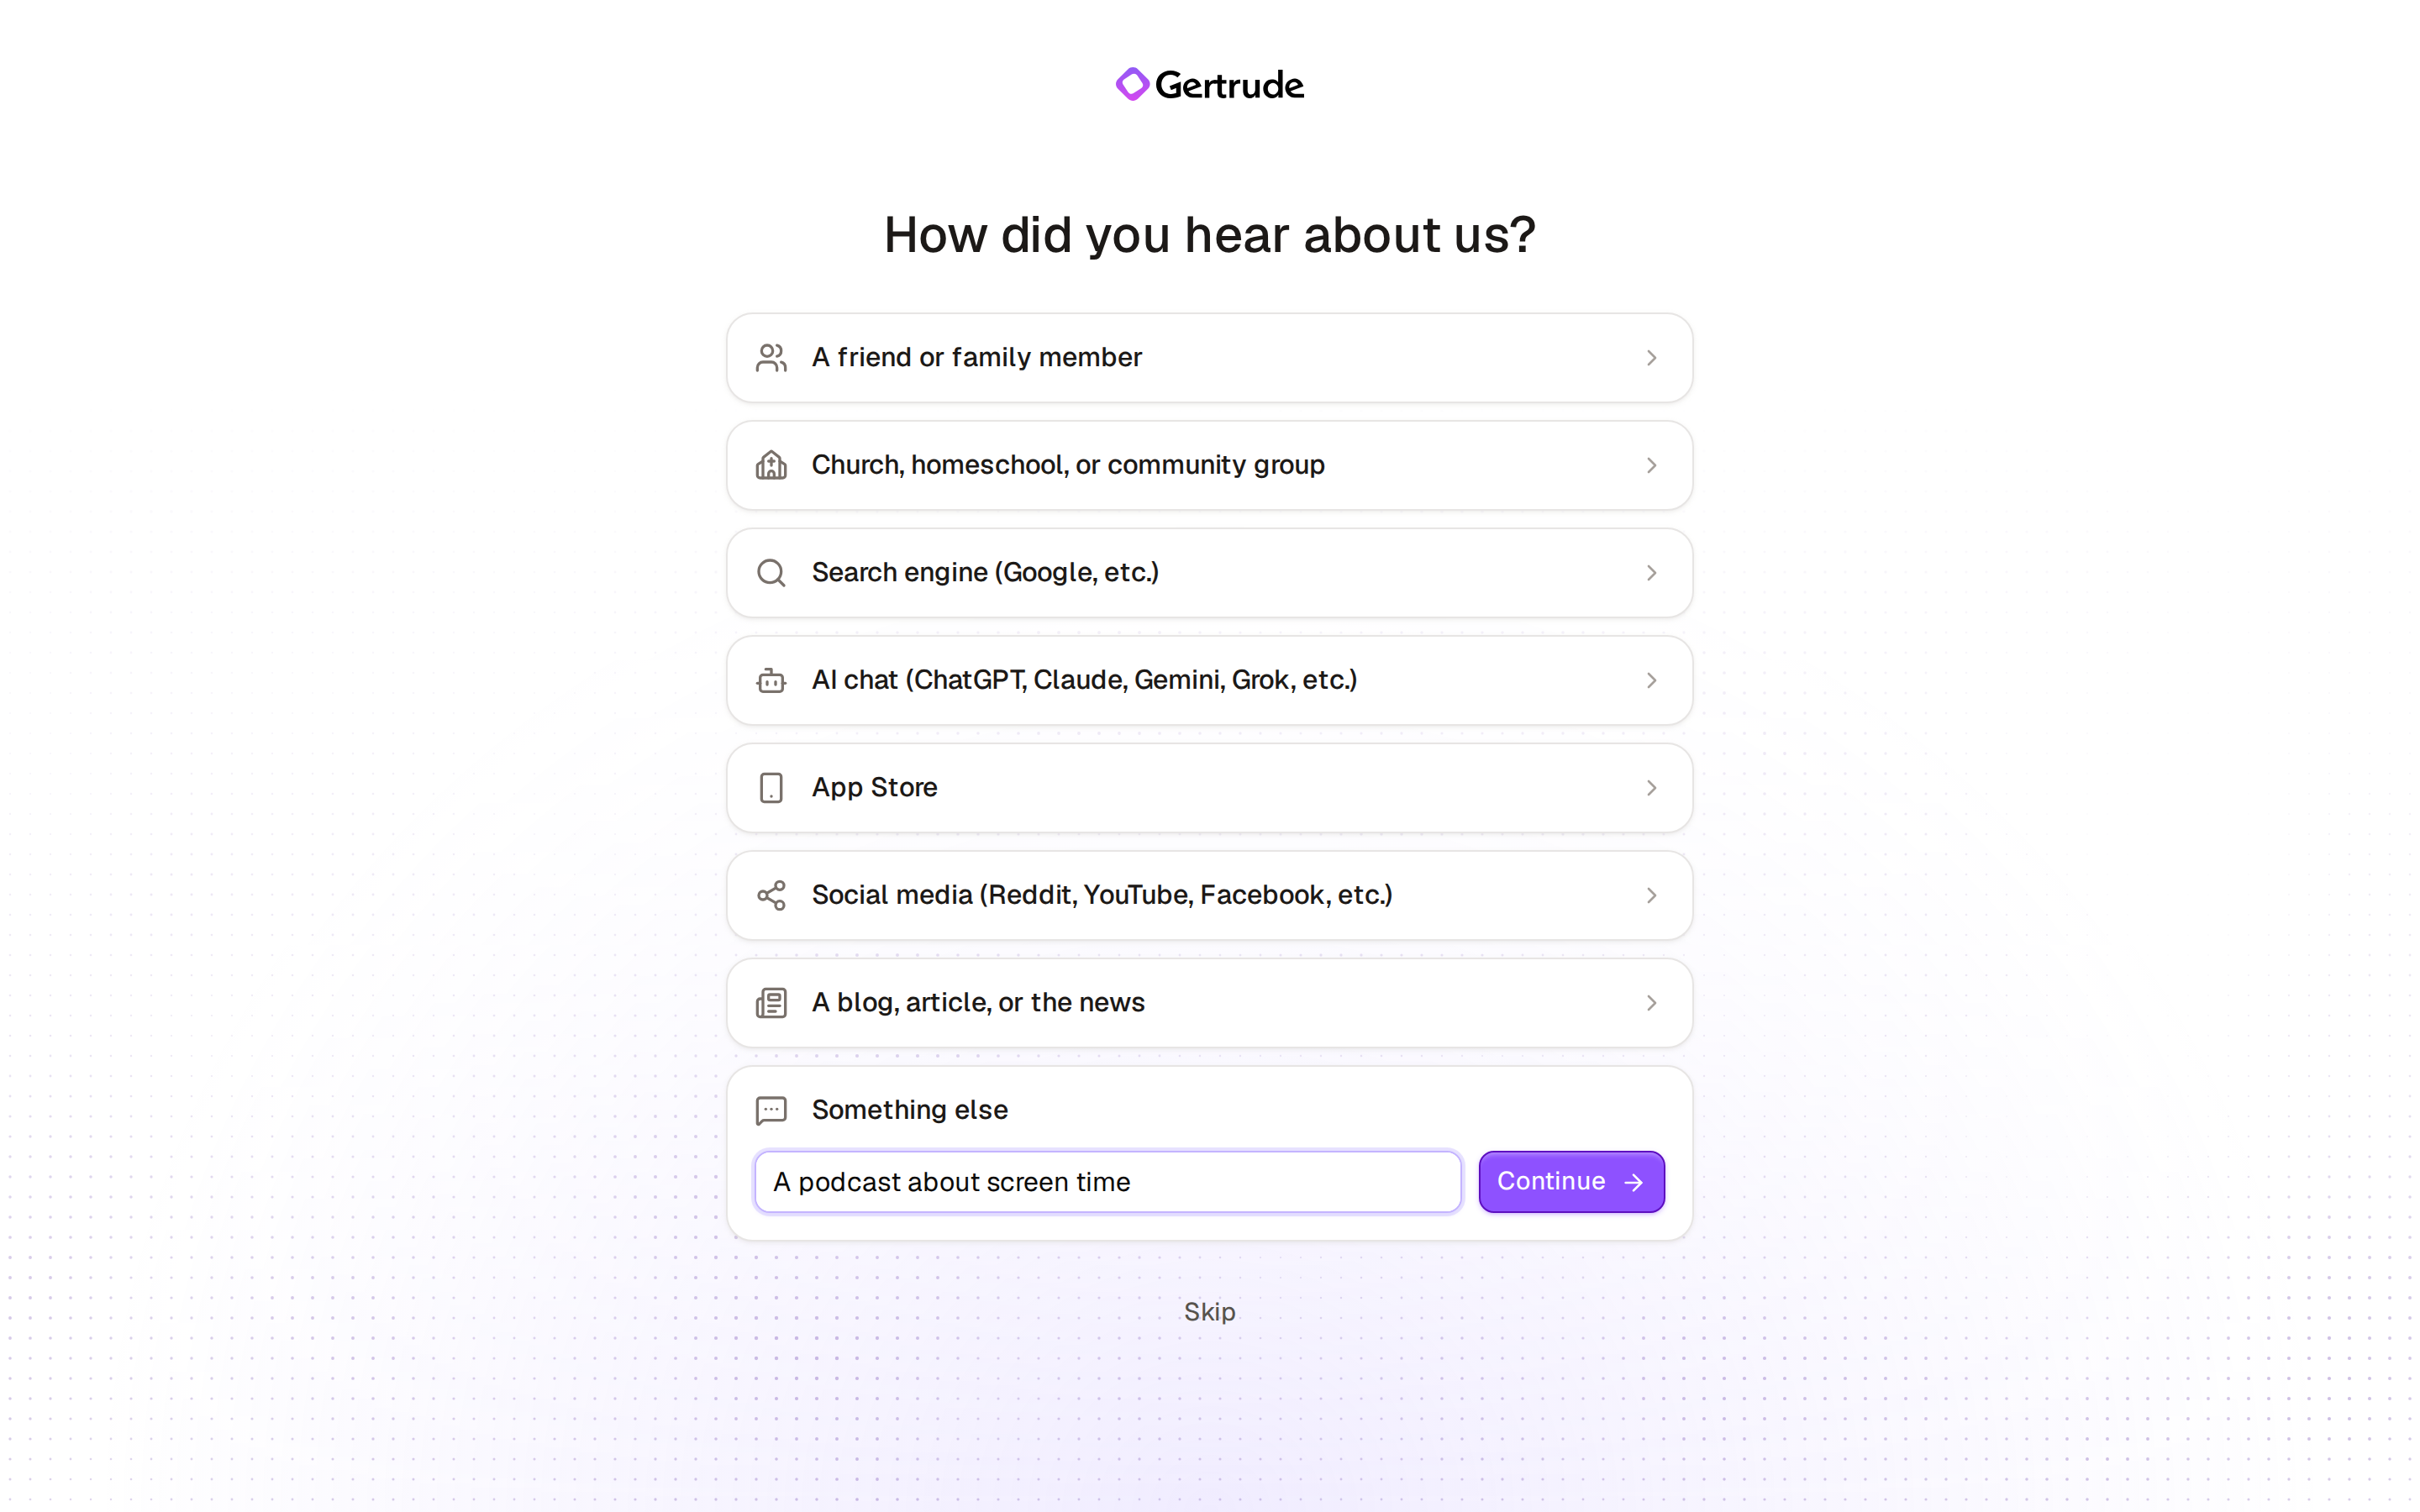 Gertrude
How did you hear about us?
A friend or family member
Church, homeschool, or community group
Search engine (Google, etc.)
AI chat (ChatGPT, Claude, Gemini, Grok, etc.)
App Store
Social media (Reddit, YouTube, Facebook, etc.)
A blog, article, or the news
Something else
A podcast about screen time
Continue
Skip